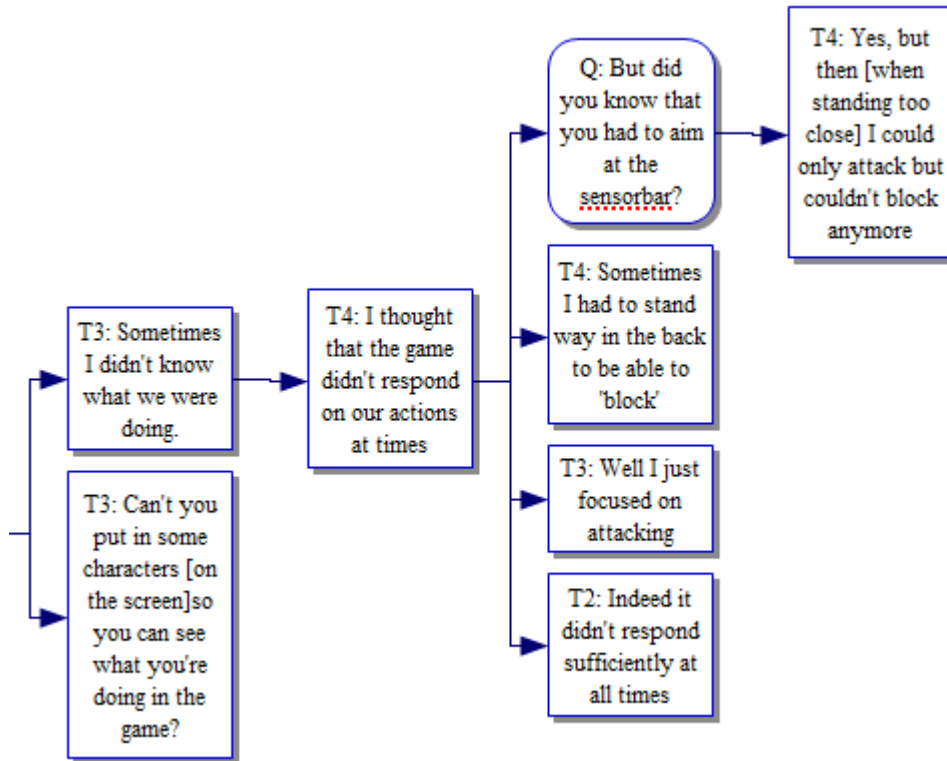 T3: Sometimes
I didn't know
what we were
doing.
T3: Can't you
put in some
characters [on
the screen]so
you can see
what you're
doing in the
game?
T4: I thought
that the game
didn't respond
on our actions
at times
Q: But did
you know that
you had to aim
at the
sensorbar?
T4: Yes, but
then [when
standing too
close] I could
only attack but
couldn't block
anymore
T4: Sometimes
I had to stand
way in the back
to be able to
'block'
T3: Well I just
focused on
attacking
T2: Indeed it
didn't respond
sufficiently at
all times